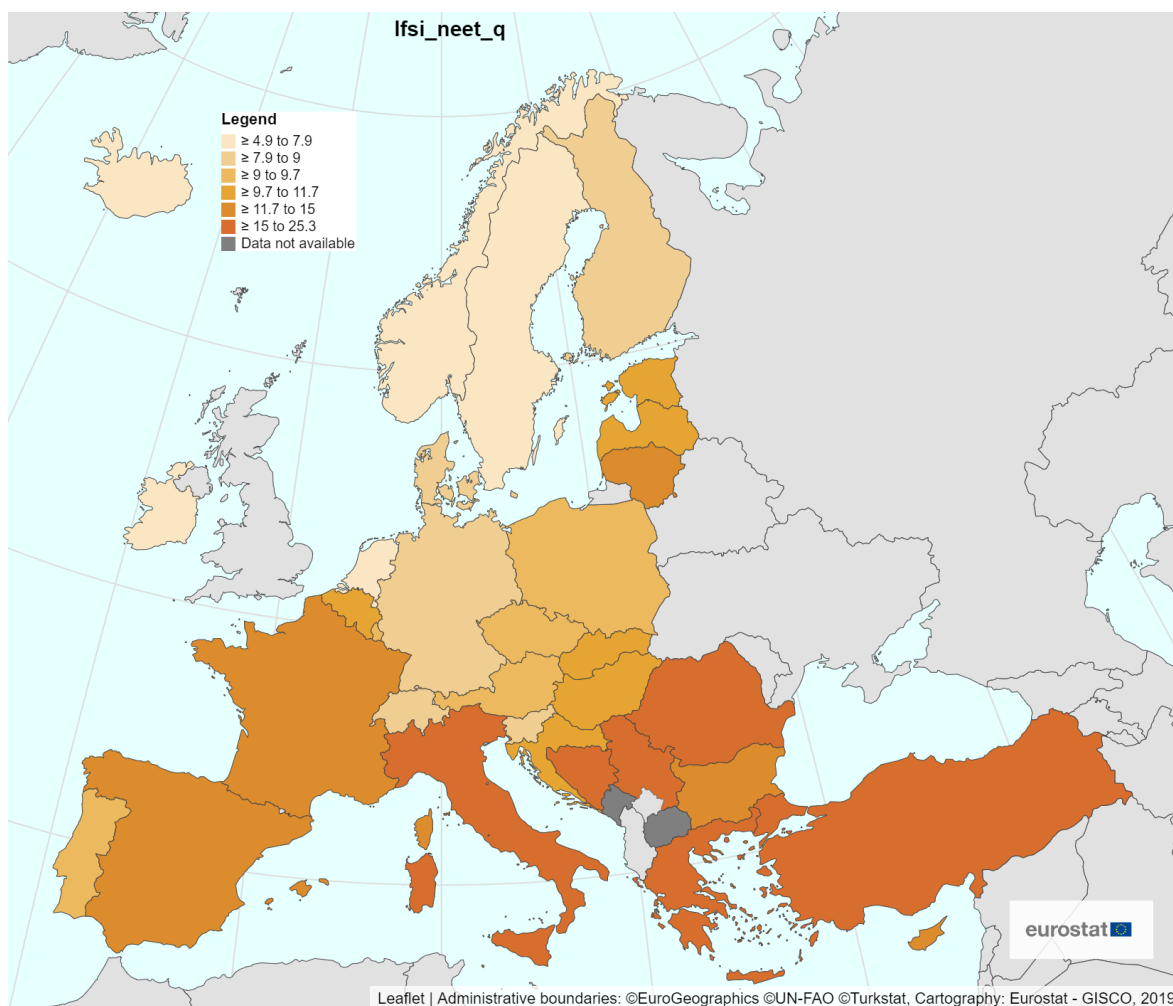 lfsi_neet_q
Legend
≥ 4.9 to 7.9
≥ 7.9 to 9
≥ 9 to 9.7
≥ 9.7 to 11.7
≥ 11.7 to 15
≥ 15 to 25.3
Data not available
eurostat
Leaflet | Administrative boundaries: ©EuroGeographics ©UN-FAO ©Turkstat, Cartography: Eurostat - GISCO, 2019